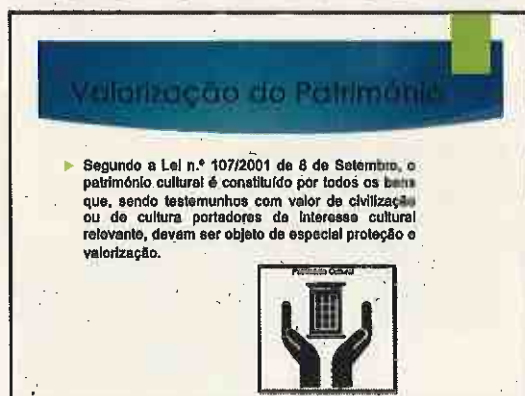 Valorização do Património
Segundo a Lei n.º 107/2001 de 8 de Setembro, o
património cultural é constituído por todos os bens
que, sendo testemunhos com valor de civilização
ou de cultura portadores de interesse cultural
relevante, devam ser objeto de especial proteção e
valorização.
Património Cultural